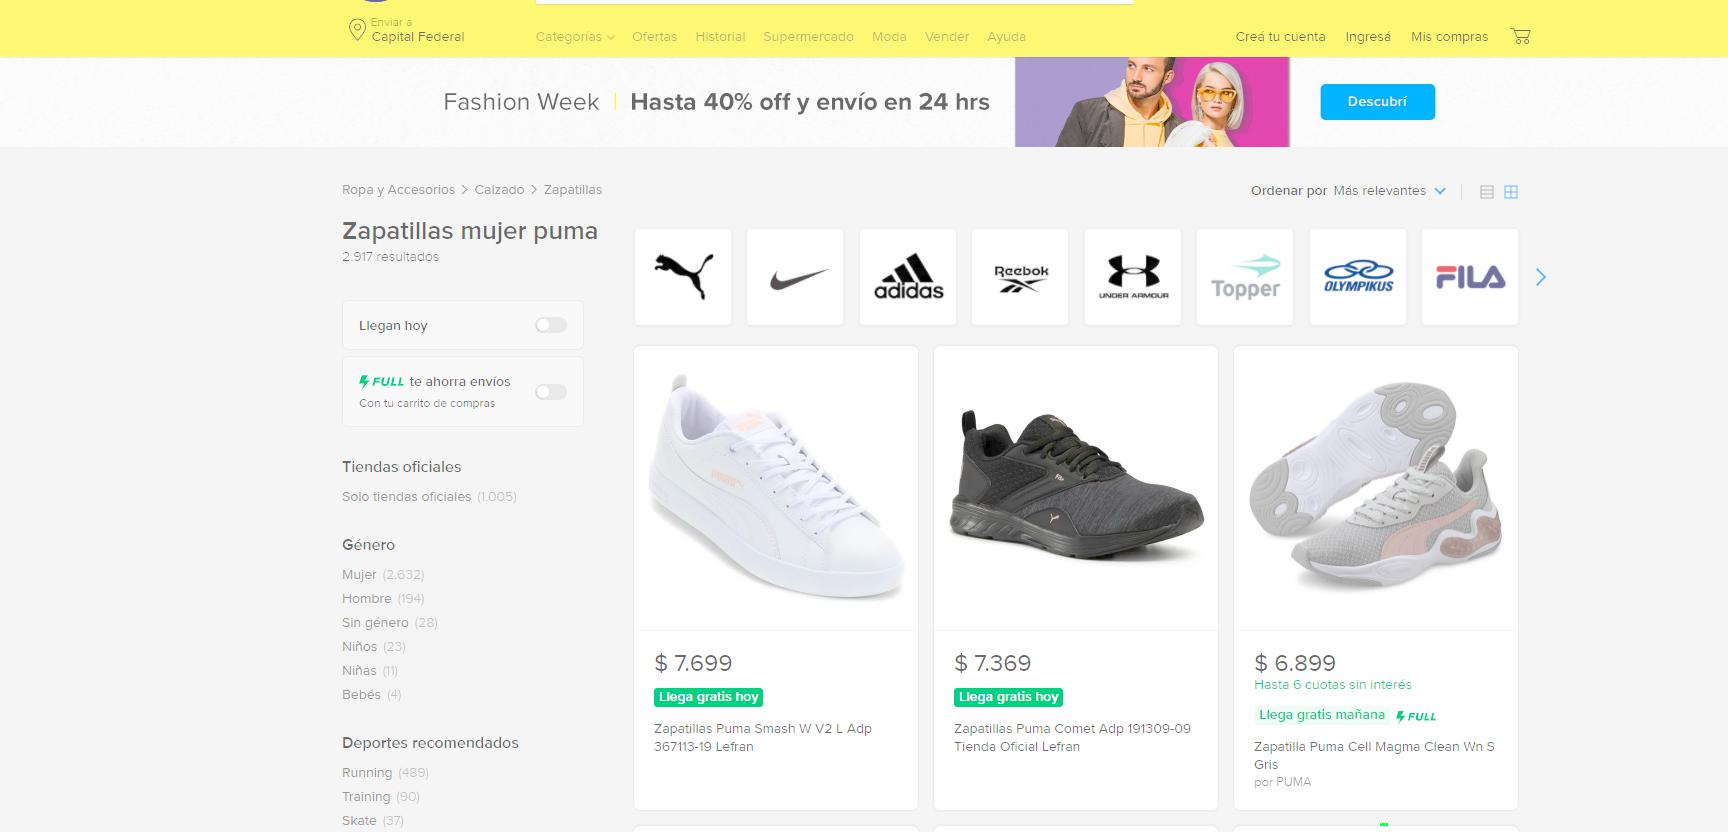 Enviar a
Capital Federal
Categorías Ofertas Historial Supermercado Moda Vender Ayuda
Creá tu cuenta Ingresá Mis compras
Fashion Week | Hasta 40% off y envío en 24 hrs
Descubrí
Ropa y Accesorios > Calzado > Zapatillas
Ordenar por Más relevantes
Zapatillas mujer puma
2.917 resultados
adidas
Reebok
UNDER ARMOUR
Topper
OLYMPIKUS
FILA
Llegan hoy
FULL te ahorra envíos
Con tu carrito de compras
Tiendas oficiales
Solo tiendas oficiales (1.005)
Género
Mujer (2.632)
Hombre (194)
Sin género (28)
Niños (23)
Niñas (11)
Bebés (4)
Deportes recomendados
Running (489)
Training (90)
Skate (37)
$ 7.699
Llega gratis hoy
Zapatillas Puma Smash W V2 L Adp
367113-19 Lefran
$ 7.369
Llega gratis hoy
Zapatillas Puma Comet Adp 191309-09
Tienda Oficial Lefran
$ 6.899
Hasta 6 cuotas sin interés
Llega gratis mañana FULL
Zapatilla Puma Cell Magma Clean Wn S
Gris
por PUMA